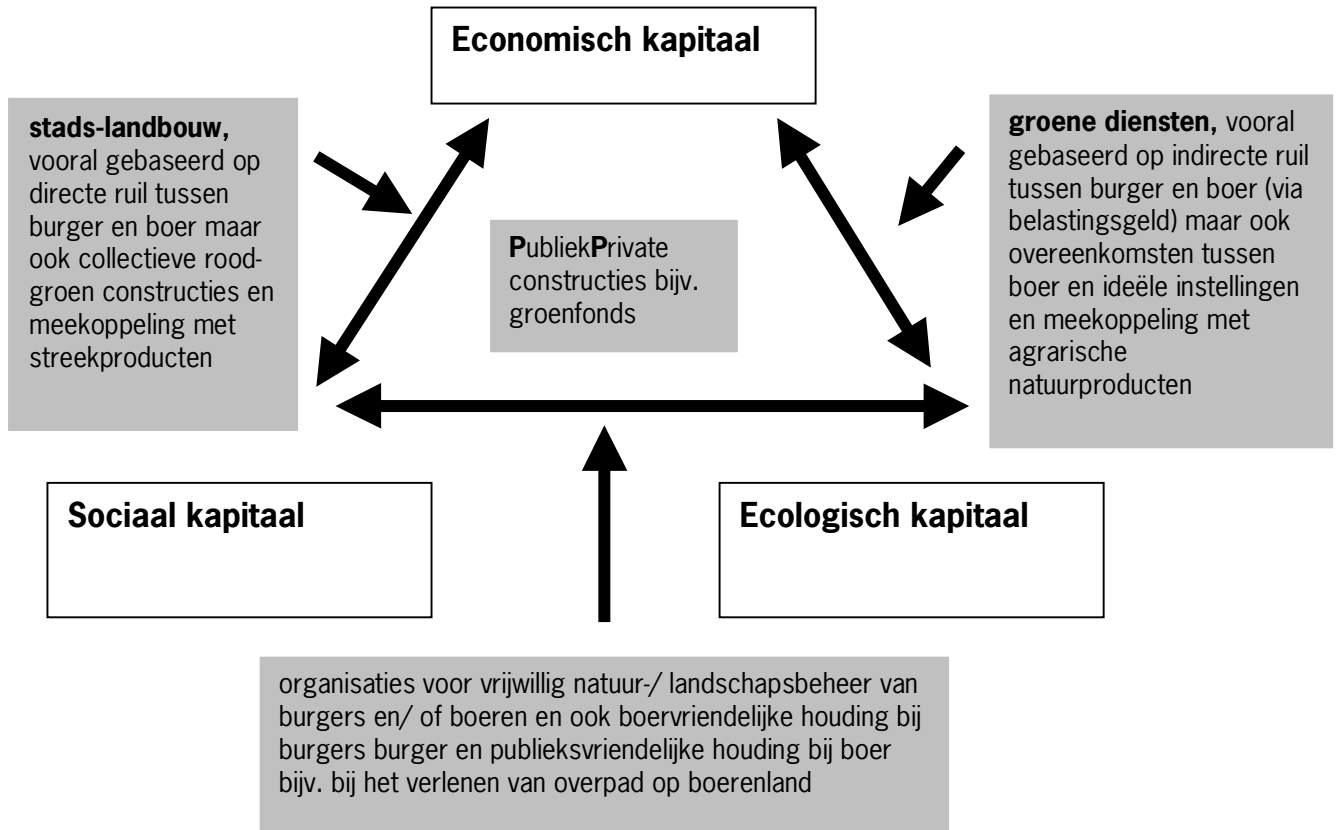 Economisch kapitaal
stads-landbouw,
vooral gebaseerd op
directe ruil tussen
burger en boer maar
ook collectieve rood-
groen constructies en
meekoppeling met
streekproducten
PubliekPrivate
constructies bijv.
groenfonds
groene diensten, vooral
gebaseerd op indirecte ruil
tussen burger en boer (via
belastingsgeld) maar ook
overeenkomsten tussen
boer en ideële instellingen
en meekoppeling met
agrarische
natuurproducten
Sociaal kapitaal
Ecologisch kapitaal
organisaties voor vrijwillig natuur-/ landschapsbeheer van
burgers en/ of boeren en ook boervriendelijke houding bij
burgers burger en publieksvriendelijke houding bij boer
bijv. bij het verlenen van overpad op boerenland